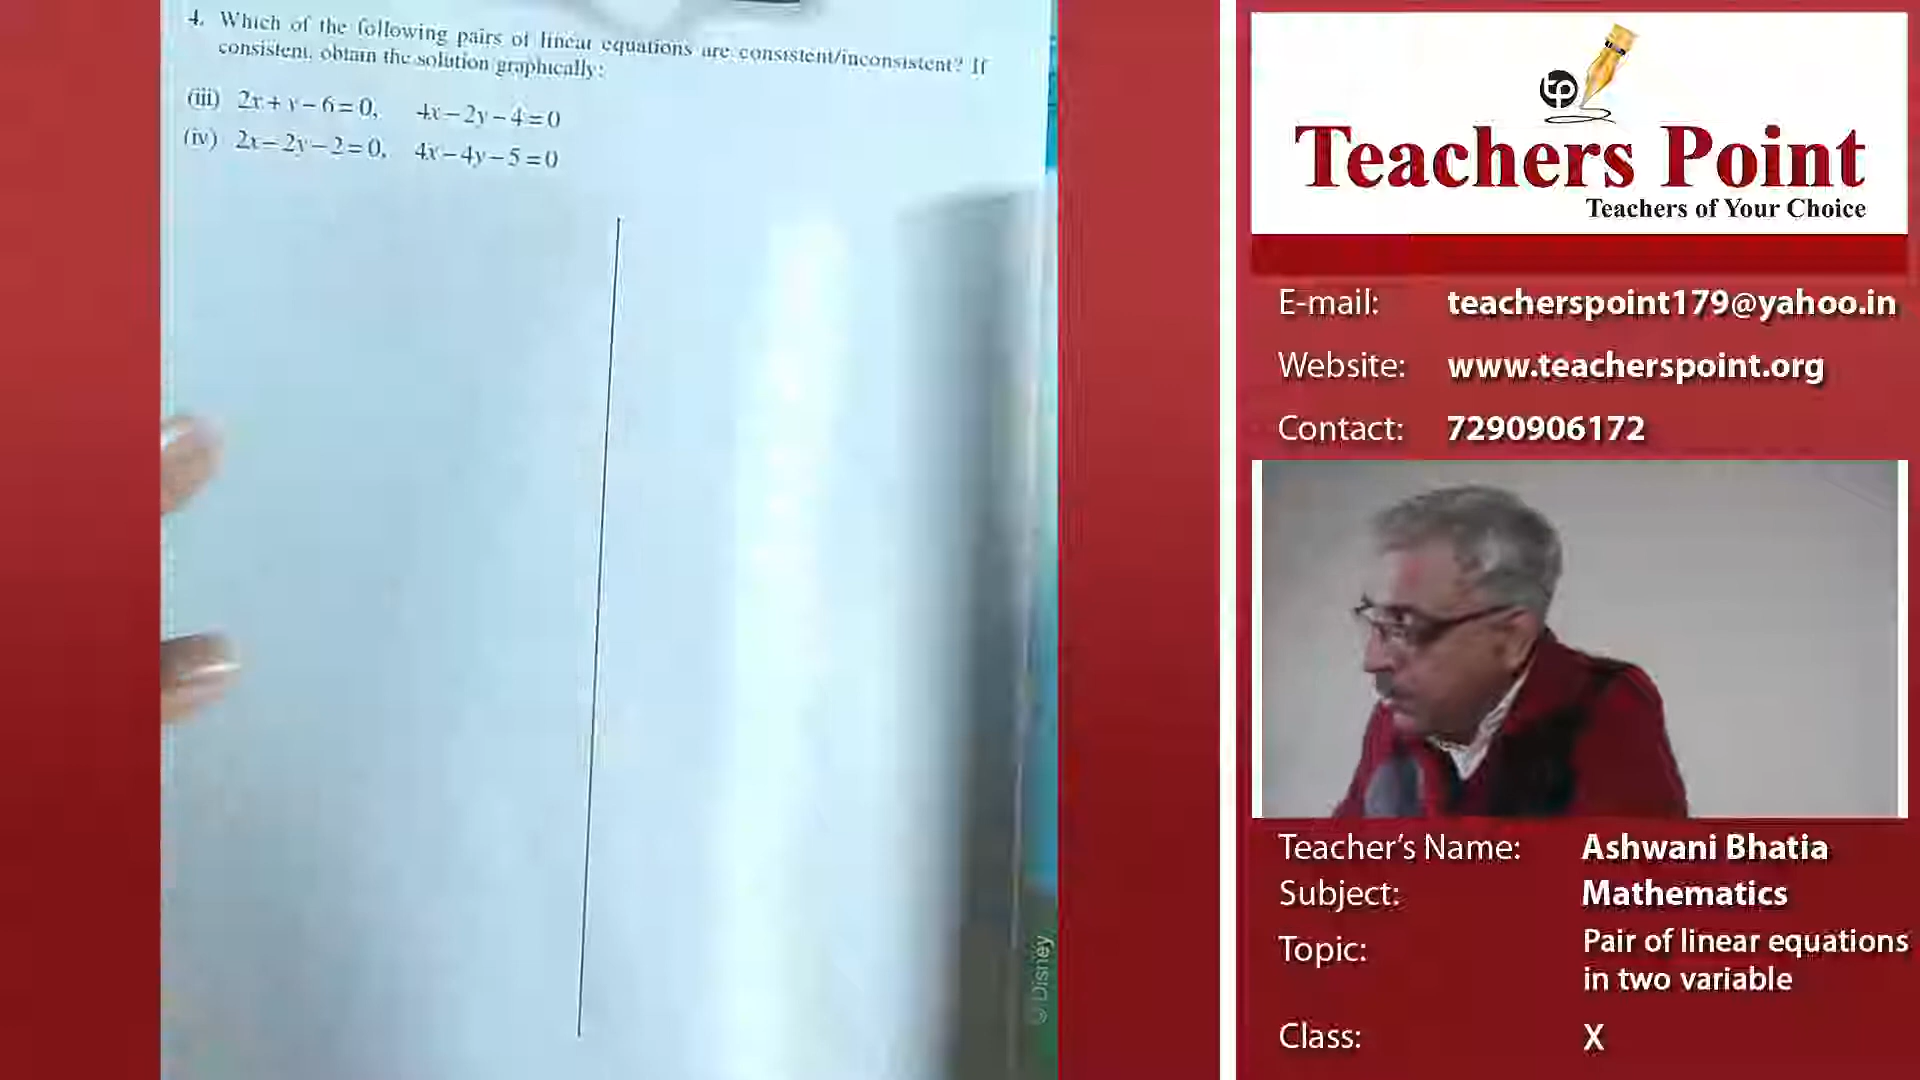 4. Which of the following pairs of linear equations are consistent/inconsistent? If
consistent, obtain the solution graphically:
(iii) 2x + y – 6 = 0, 4x – 2y – 4 = 0
(iv) 2x – 2y – 2 = 0, 4x – 4y – 5 = 0
© Disney
tp
Teachers Point
Teachers of Your Choice
E-mail: teacherspoint179@yahoo.in
Website: www.teacherspoint.org
Contact: 7290906172
Teacher's Name: Ashwani Bhatia
Subject: Mathematics
Topic: Pair of linear equations
in two variable
Class: X